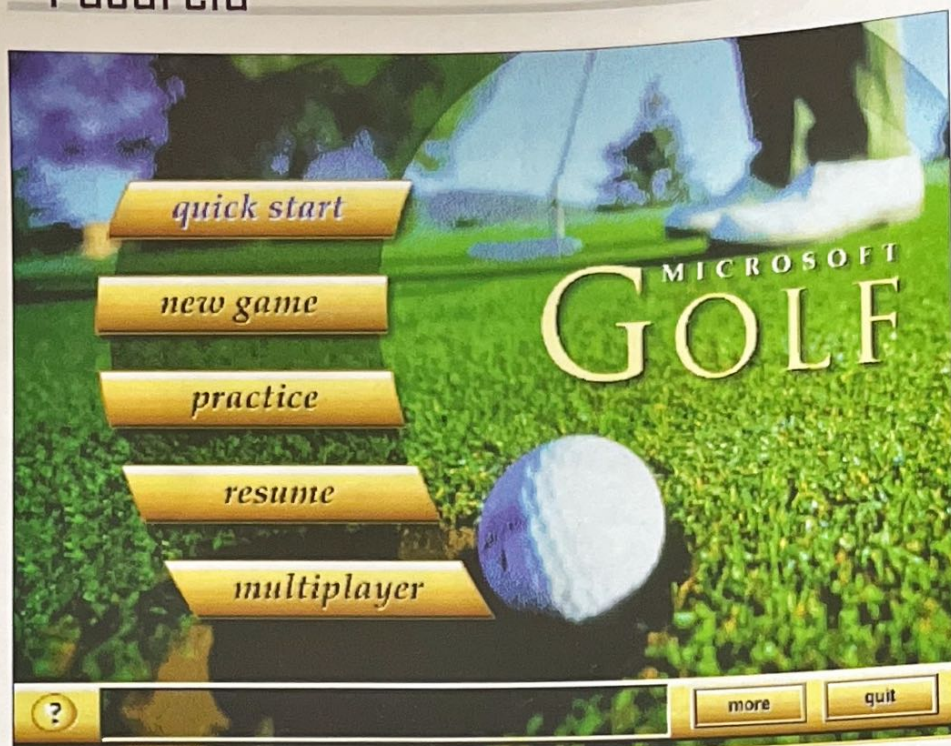 quick start
new game
practice
resume
multiplayer
MICROSOFT
GOLF
?
more
quit